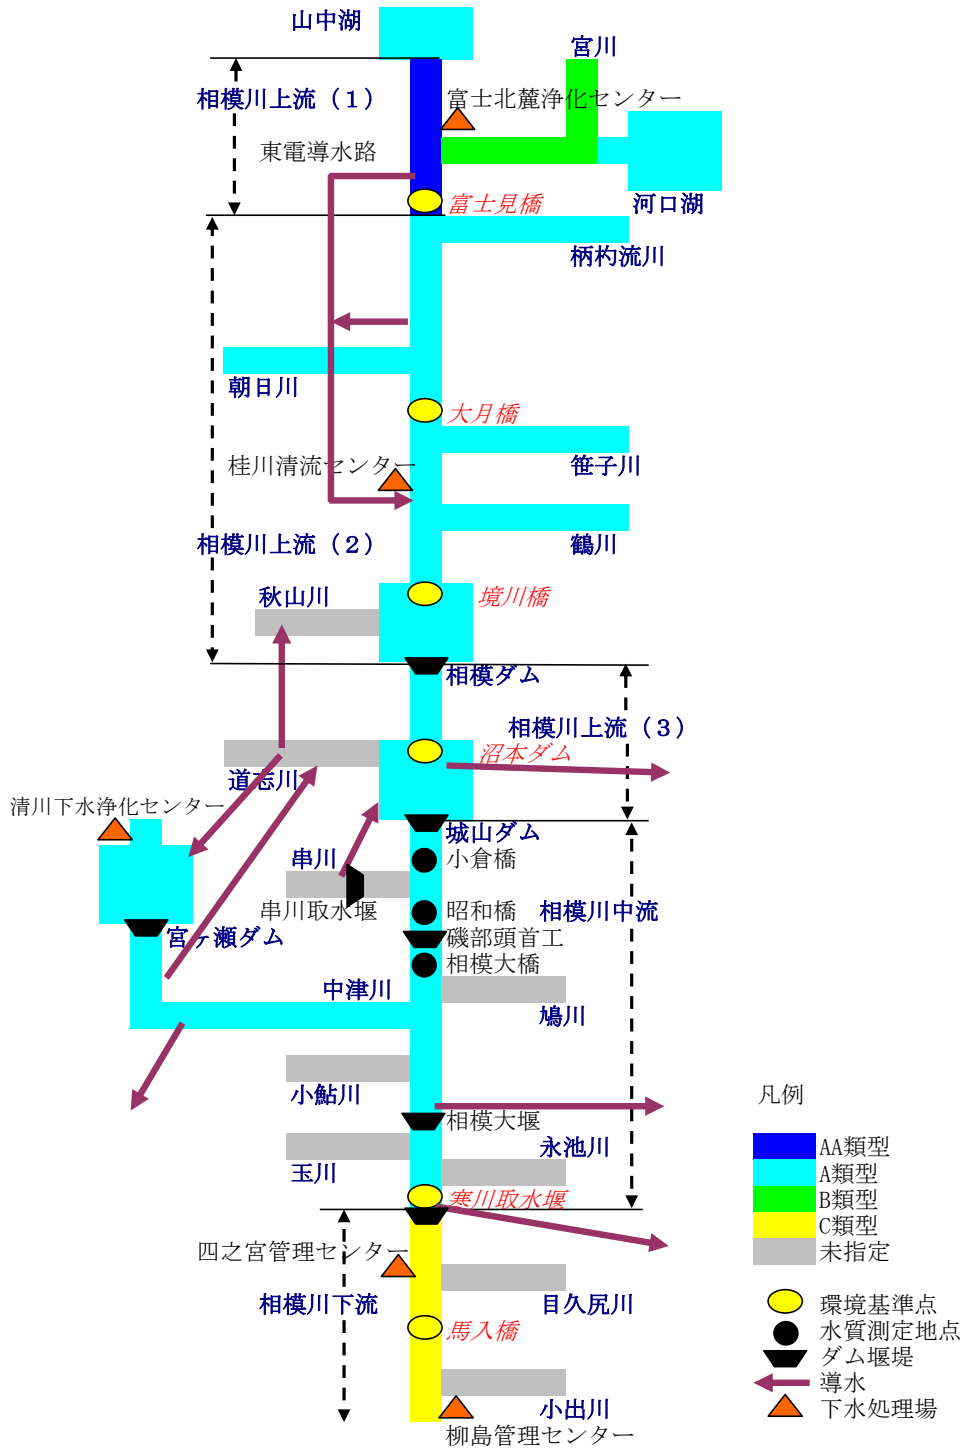 山中湖
宮川
相模川上流（１）
富士北麓浄化センター
東電導水路
富士見橋
河口湖
柄杓流川
朝日川
大月橋
桂川清流センター
笹子川
相模川上流（２）
鶴川
秋山川
境川橋
相模ダム
相模川上流（３）
沼本ダム
道志川
清川下水浄化センター
城山ダム
串川
小倉橋
串川取水堰
昭和橋
相模川中流
宮ヶ瀬ダム
磯部頭首工
相模大橋
中津川
鳩川
小鮎川
凡例
相模大堰
永池川
AA類型
玉川
A類型
寒川取水堰
B類型
C類型
四之宮管理センター
未指定
相模川下流
目久尻川
環境基準点
馬入橋
水質測定地点
ダム堰堤
導水
小出川
下水処理場
柳島管理センター